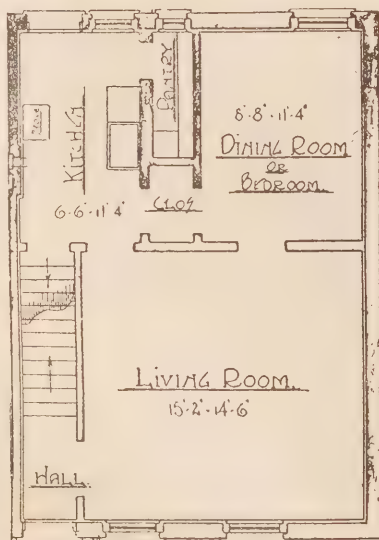 PANTRY
KITCHEN
6'-6"-11'-4"
CLOS
8'-8"-11'-4"
DINING ROOM
OR
BEDROOM.
LIVING ROOM.
15'-2"-14'-6"
HALL.